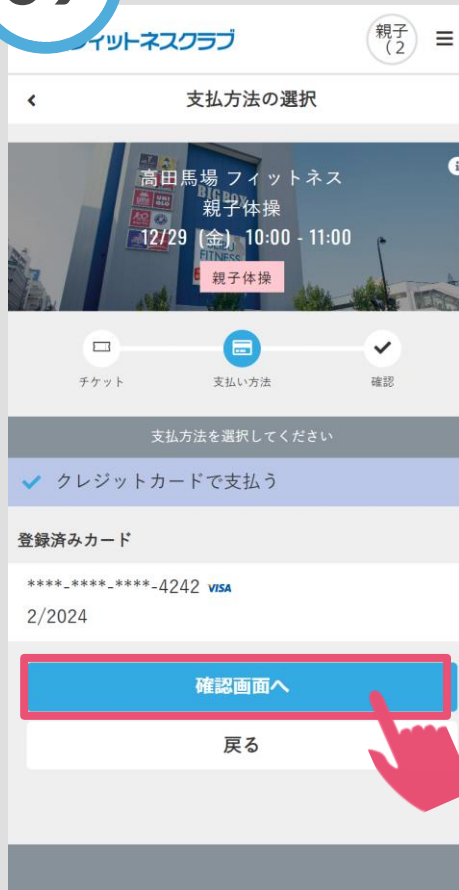 ィットネスクラブ
親子
(2
支払方法の選択
高田馬場 フィットネス
親子体操
12/29 (金) 10:00 - 11:00
親子体操
BIGBOX
FITNESS
チケット
支払い方法
確認
支払方法を選択してください
クレジットカードで支払う
登録済みカード
****-****-****-4242 VISA
2/2024
確認画面へ
戻る